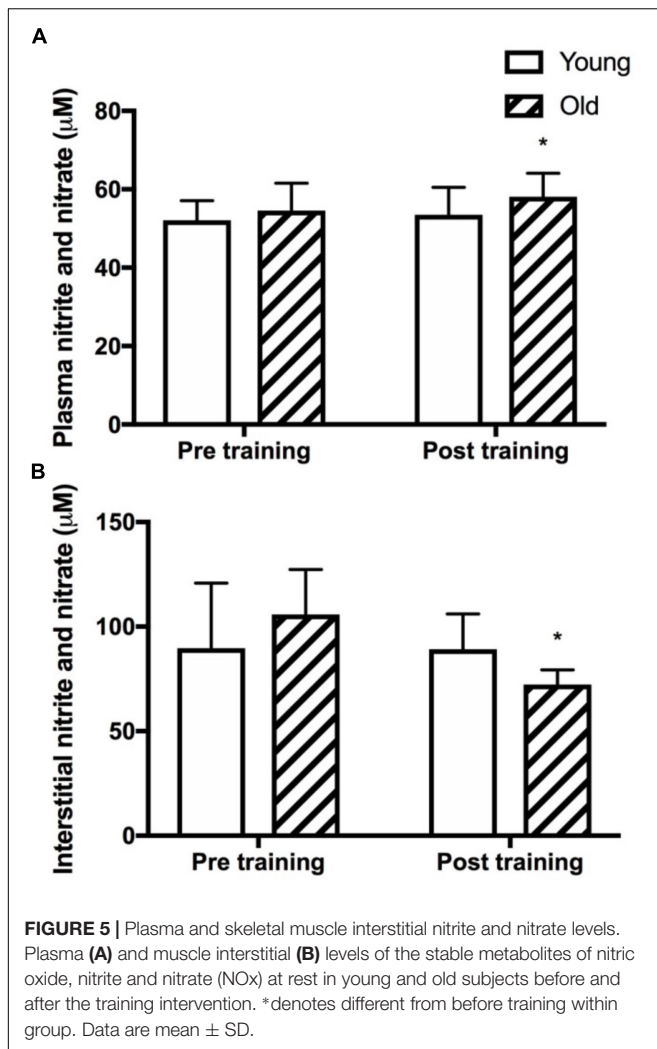 A
Young
Old
Plasma nitrite and nitrate (μM)
80
60
40
20
0
*
Pre training
Post training
B
Interstitial nitrite and nitrate (μM)
150
100
50
0
*
Pre training
Post training
FIGURE 5 | Plasma and skeletal muscle interstitial nitrite and nitrate levels.
Plasma (A) and muscle interstitial (B) levels of the stable metabolites of nitric
oxide, nitrite and nitrate (NOx) at rest in young and old subjects before and
after the training intervention. *denotes different from before training within
group. Data are mean ± SD.